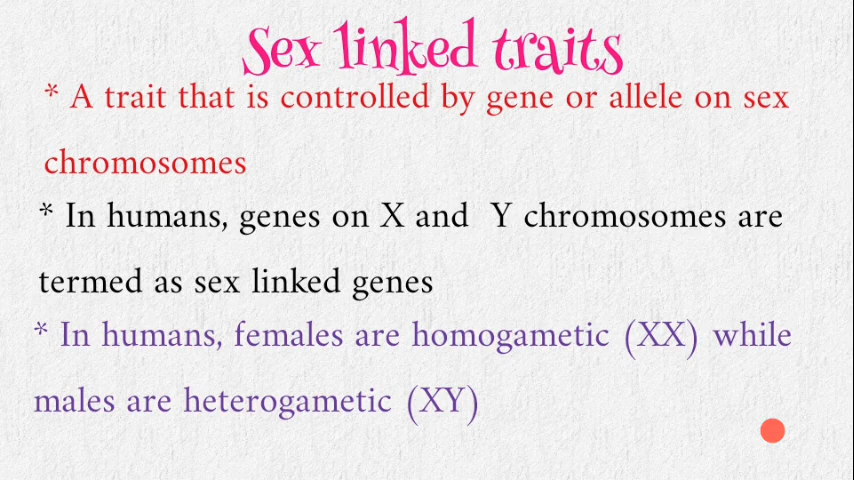 Sex linked traits
* A trait that is controlled by gene or allele on sex
chromosomes
* In humans, genes on X and Y chromosomes are
termed as sex linked genes
* In humans, females are homogametic (XX) while
males are heterogametic (XY)